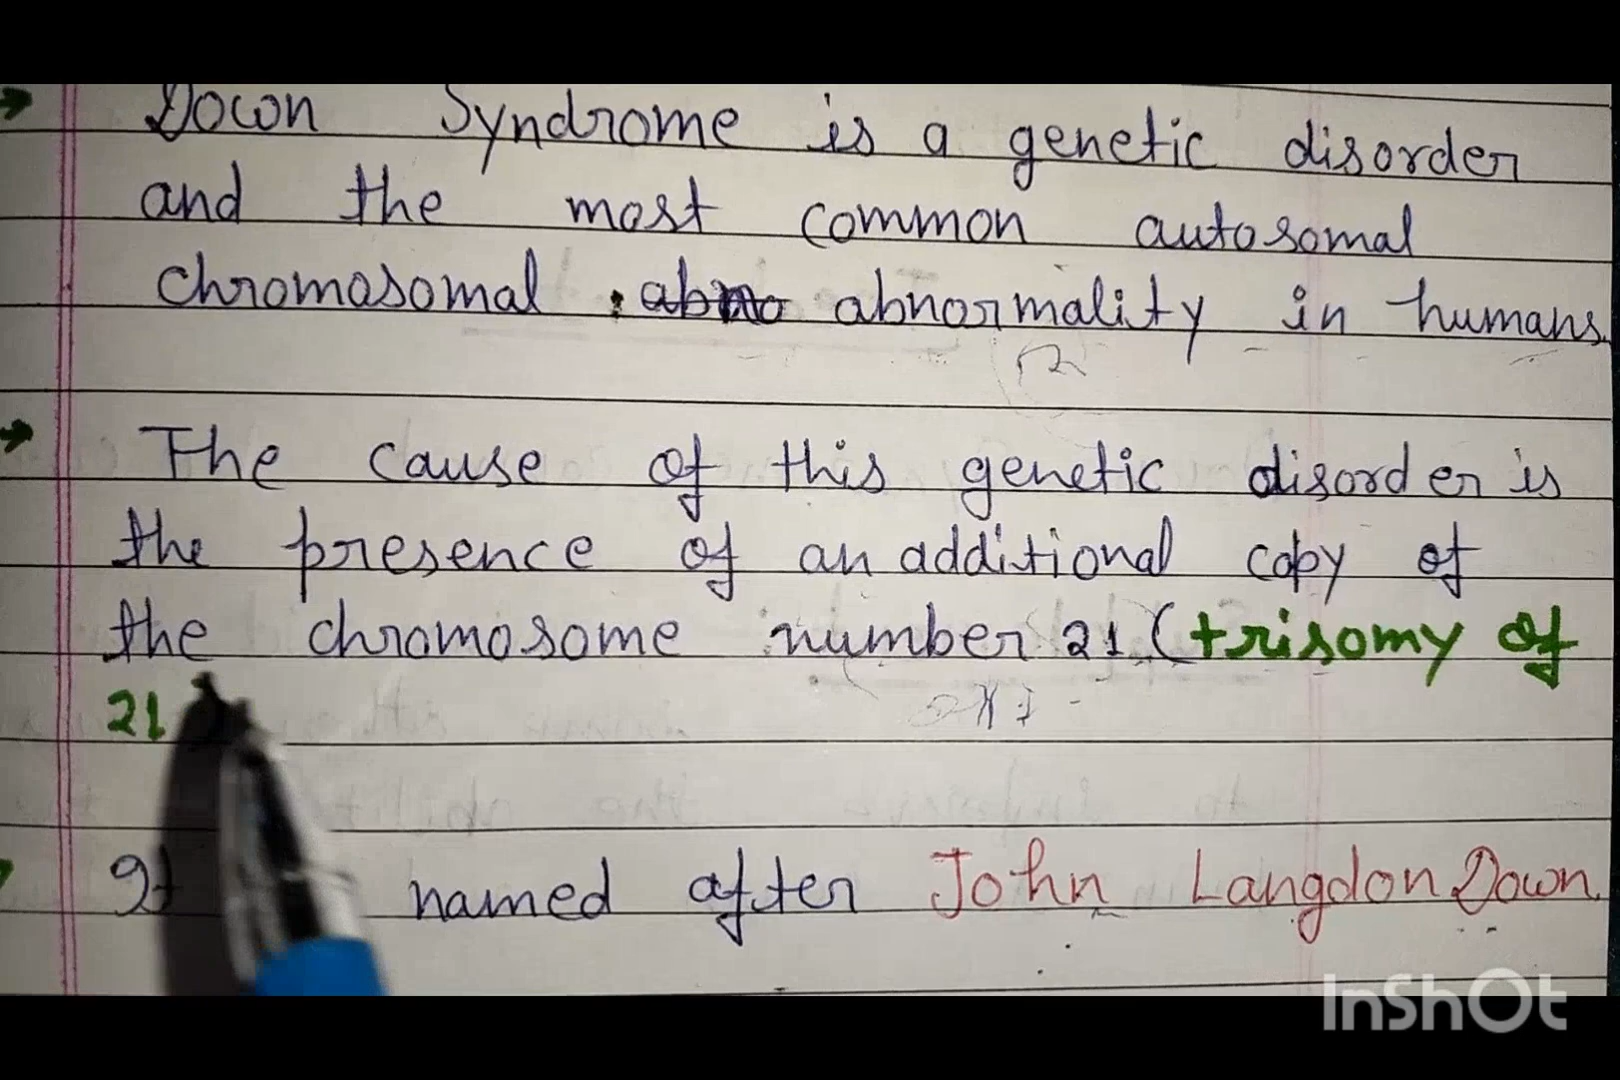 → Down Syndrome is a genetic disorder
and the most common autosomal
chromosomal abno abnormality in humans.
→ The cause of this genetic disorder is
the presence of an additional copy of
the chromosome number 21 (trisomy of
21
It named after John Langdon Down.
InShOt